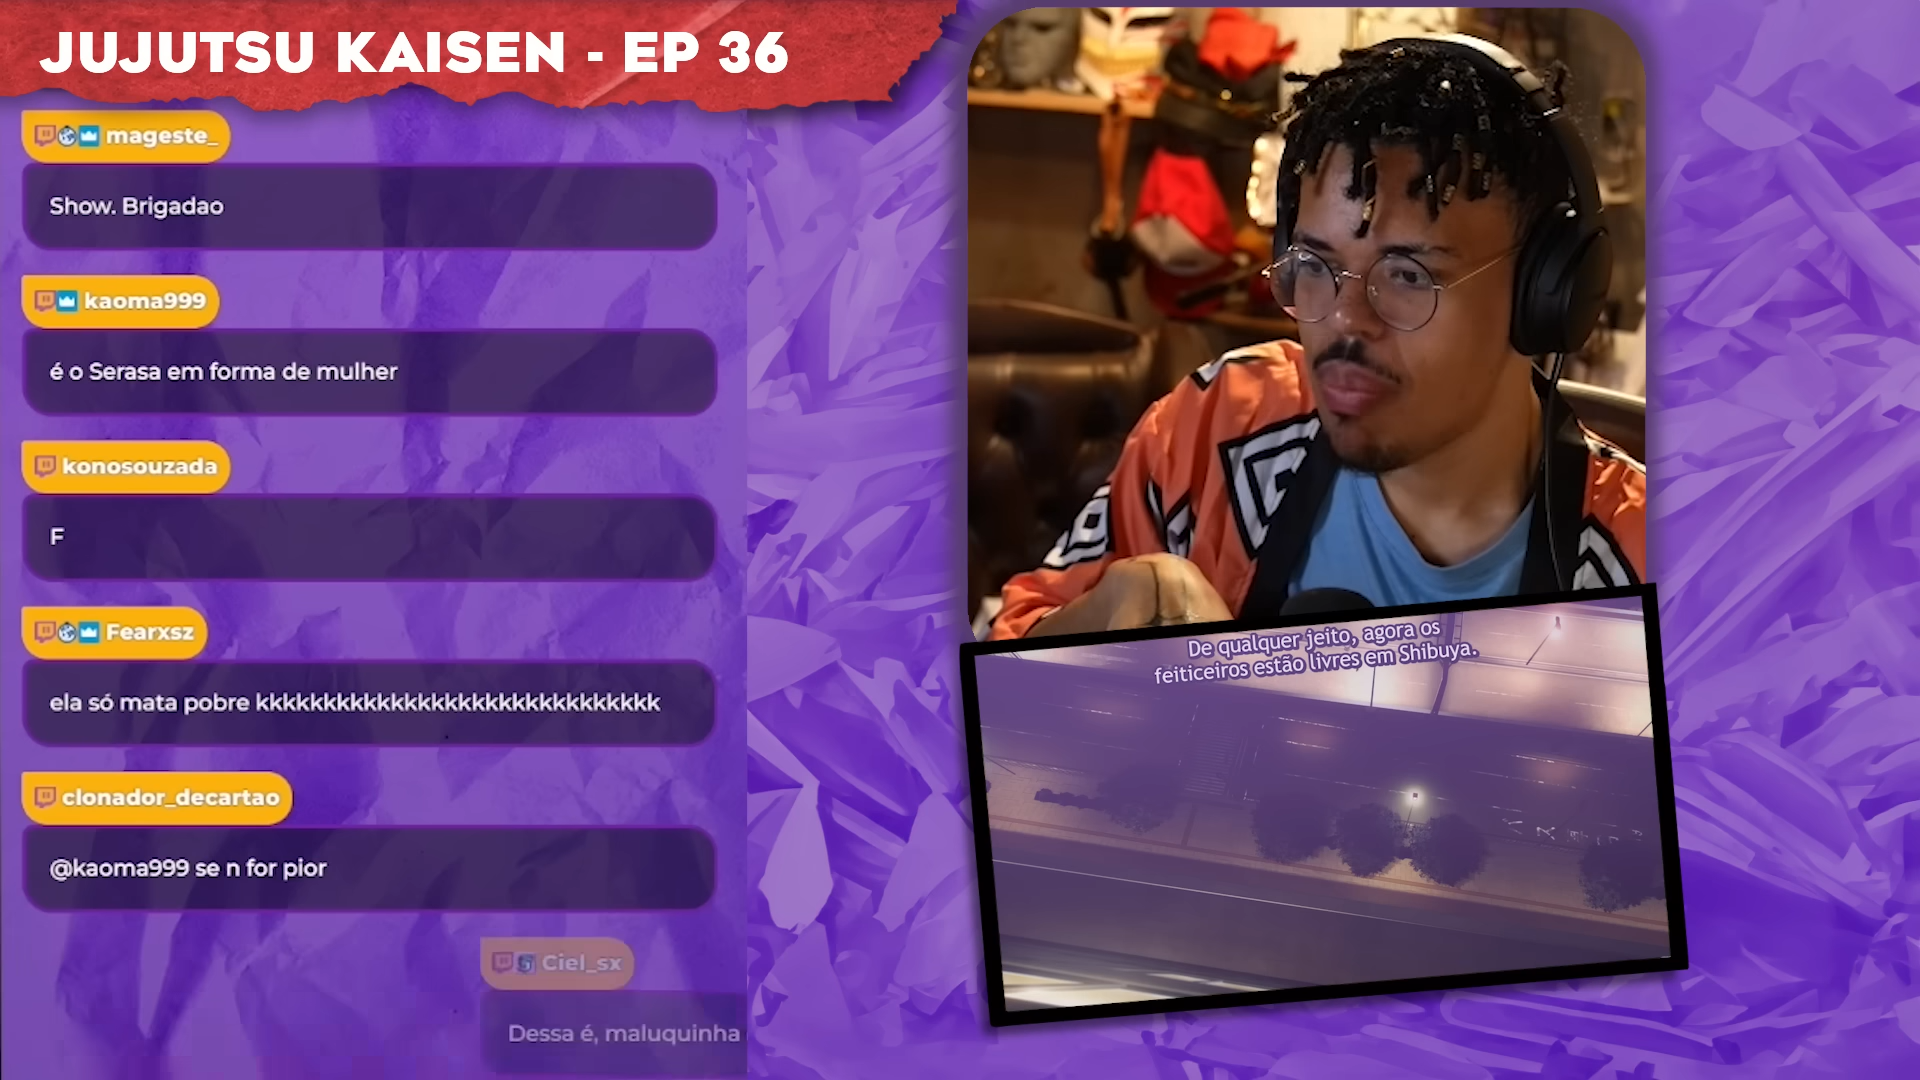 JUJUTSU KAISEN - EP 36
mageste_
Show. Brigadao
kaoma999
é o Serasa em forma de mulher
konosouzada
F
Fearxsz
ela só mata pobre kkkkkkkkkkkkkkkkkkkkkkkkkkkkkk
clonador_decartao
@kaoma999 se n for pior
Ciel_sx
Dessa é, maluquinha
De qualquer jeito, agora os
feiticeiros estão livres em Shibuya.